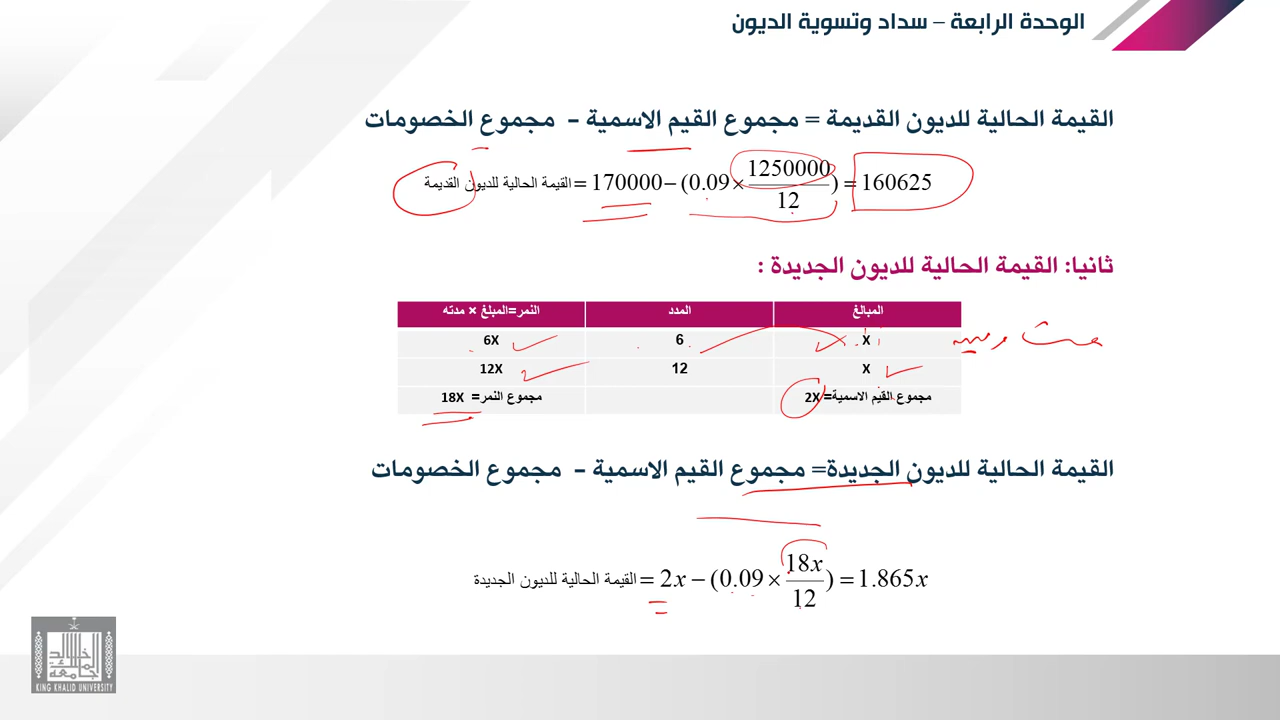 الوحدة الرابعة – سداد وتسوية الديون
القيمة الحالية للديون القديمة = مجموع القيم الاسمية – مجموع الخصومات
القيمة الحالية للديون القديمة = 170000 – (0.09 × 1250000 / 12) = 160625
ثانيا: القيمة الحالية للديون الجديدة :
المبالغ المدد النمر=المبلغ × مدته
X 6 6X
X 12 12X
مجموع القيم الاسمية= 2X مجموع النمر= 18X
القيمة الحالية للديون الجديدة= مجموع القيم الاسمية – مجموع الخصومات
القيمة الحالية للديون الجديدة = 2x – (0.09 × 18x / 12) = 1.865x
جامعة الملك خالد
KING KHALID UNIVERSITY